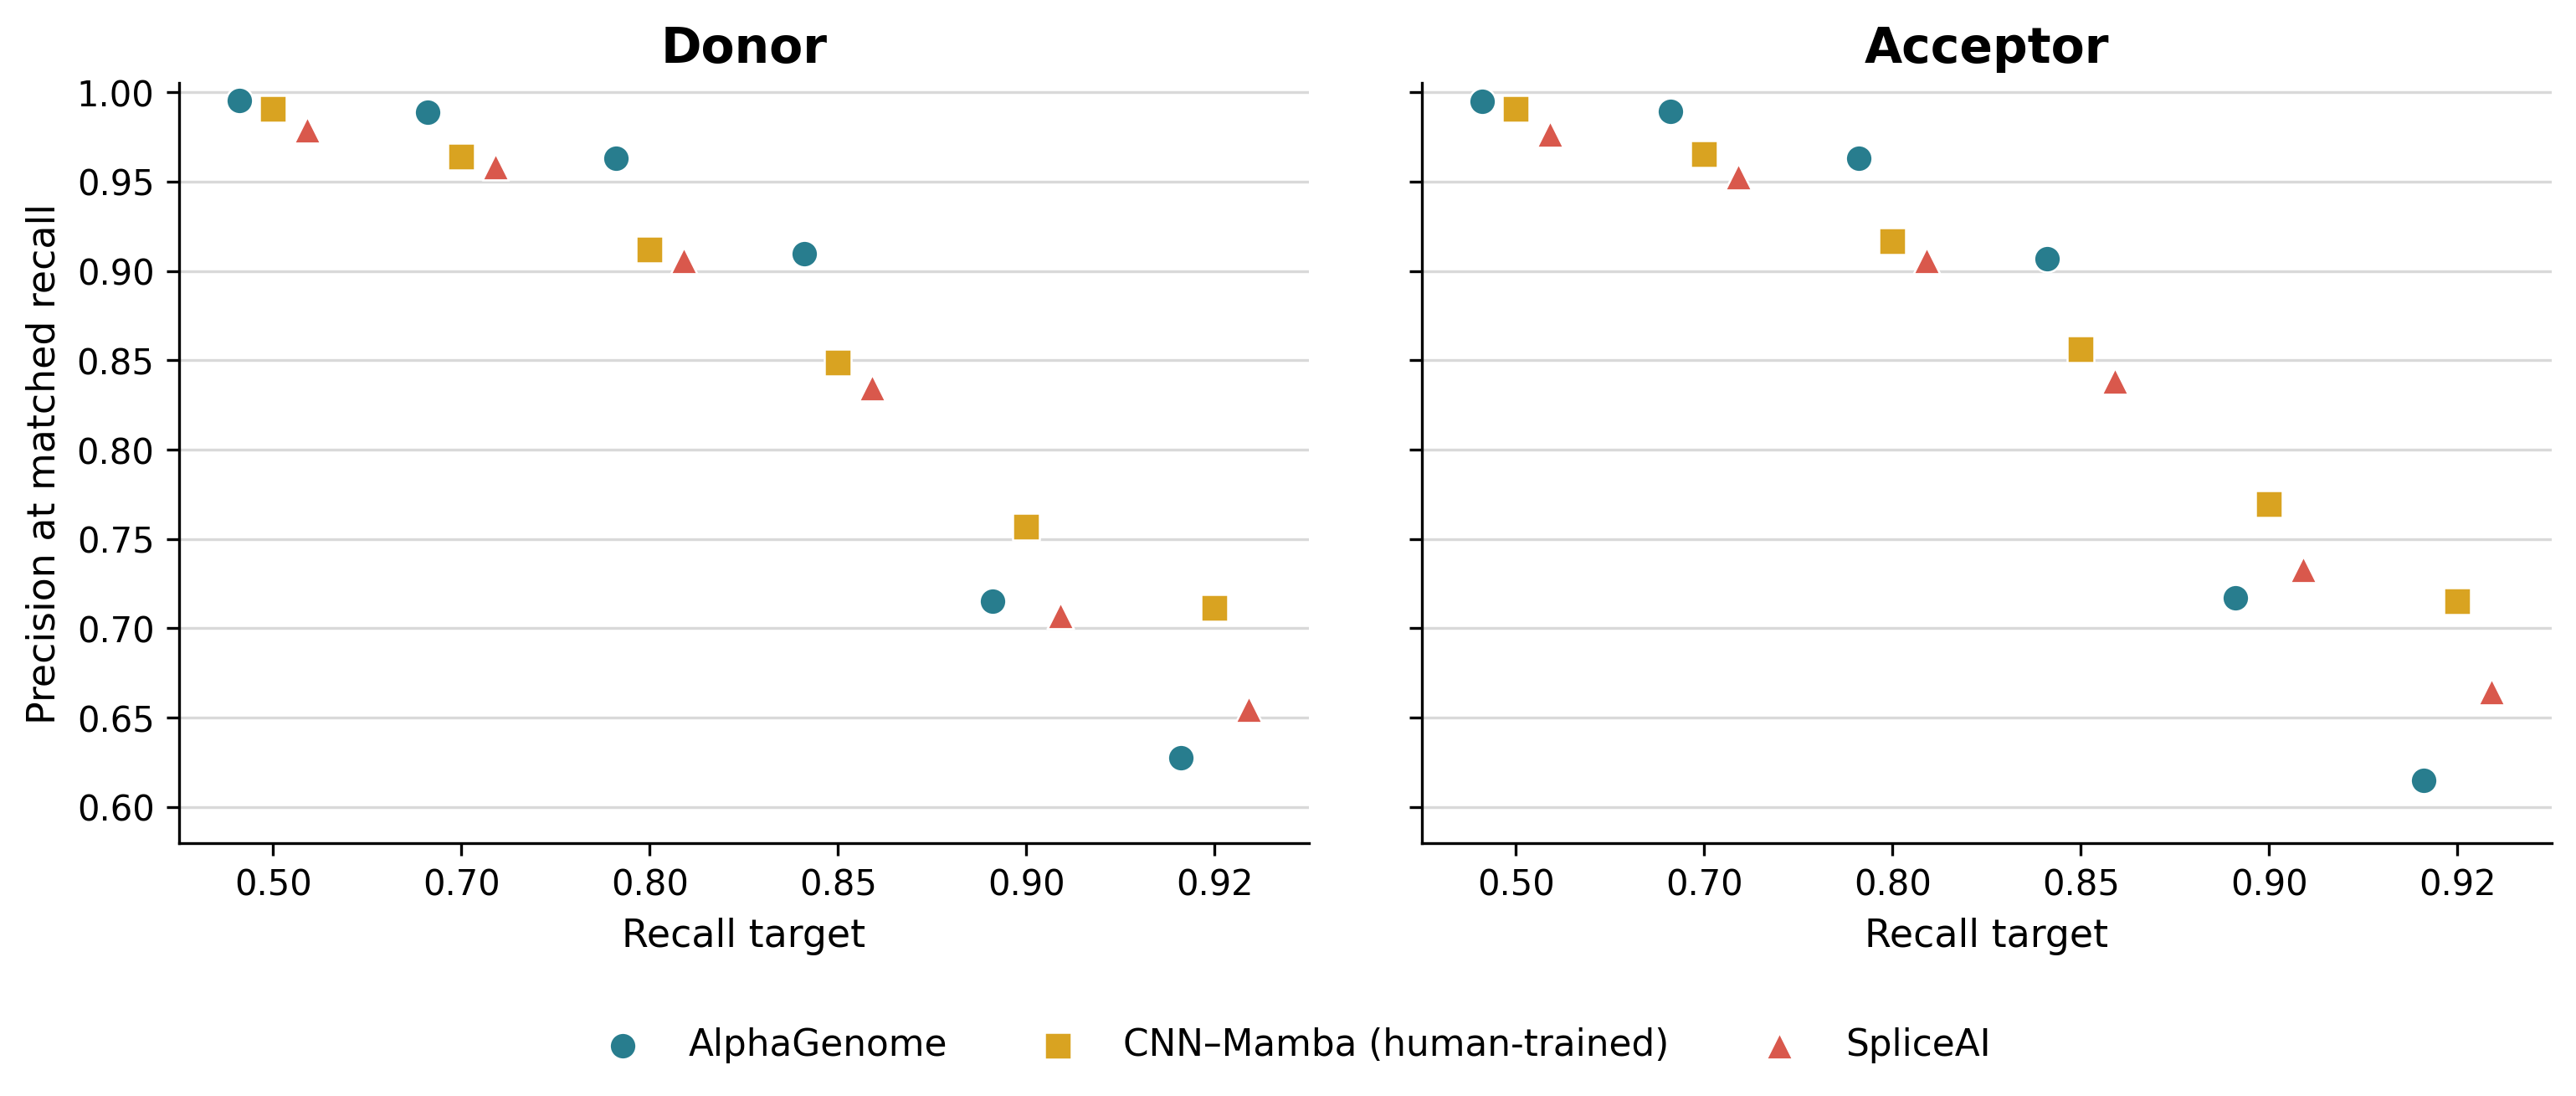 Donor
Acceptor
Precision at matched recall
1.00
0.95
0.90
0.85
0.80
0.75
0.70
0.65
0.60
0.50 0.70 0.80 0.85 0.90 0.92
0.50 0.70 0.80 0.85 0.90 0.92
Recall target
Recall target
AlphaGenome
CNN–Mamba (human-trained)
SpliceAI